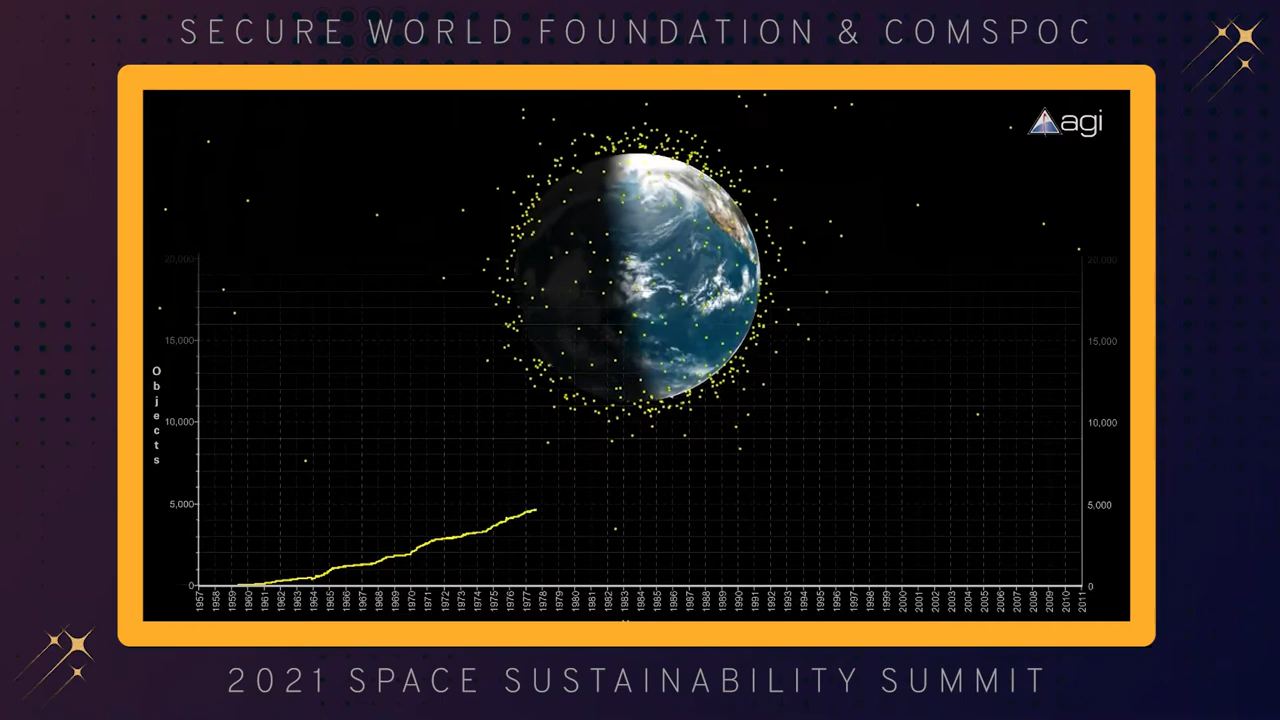 SECURE WORLD FOUNDATION & COMSPOC
agi
20,000 20,000
15,000 15,000
Objects
10,000 10,000
5,000 5,000
0 0
1957 1958 1959 1960 1961 1962 1963 1964 1965 1966 1967 1968 1969 1970 1971 1972 1973 1974 1975 1976 1977 1978 1979 1980 1981 1982 1983 1984 1985 1986 1987 1988 1989 1990 1991 1992 1993 1994 1995 1996 1997 1998 1999 2000 2001 2002 2003 2004 2005 2006 2007 2008 2009 2010 2011
2021 SPACE SUSTAINABILITY SUMMIT